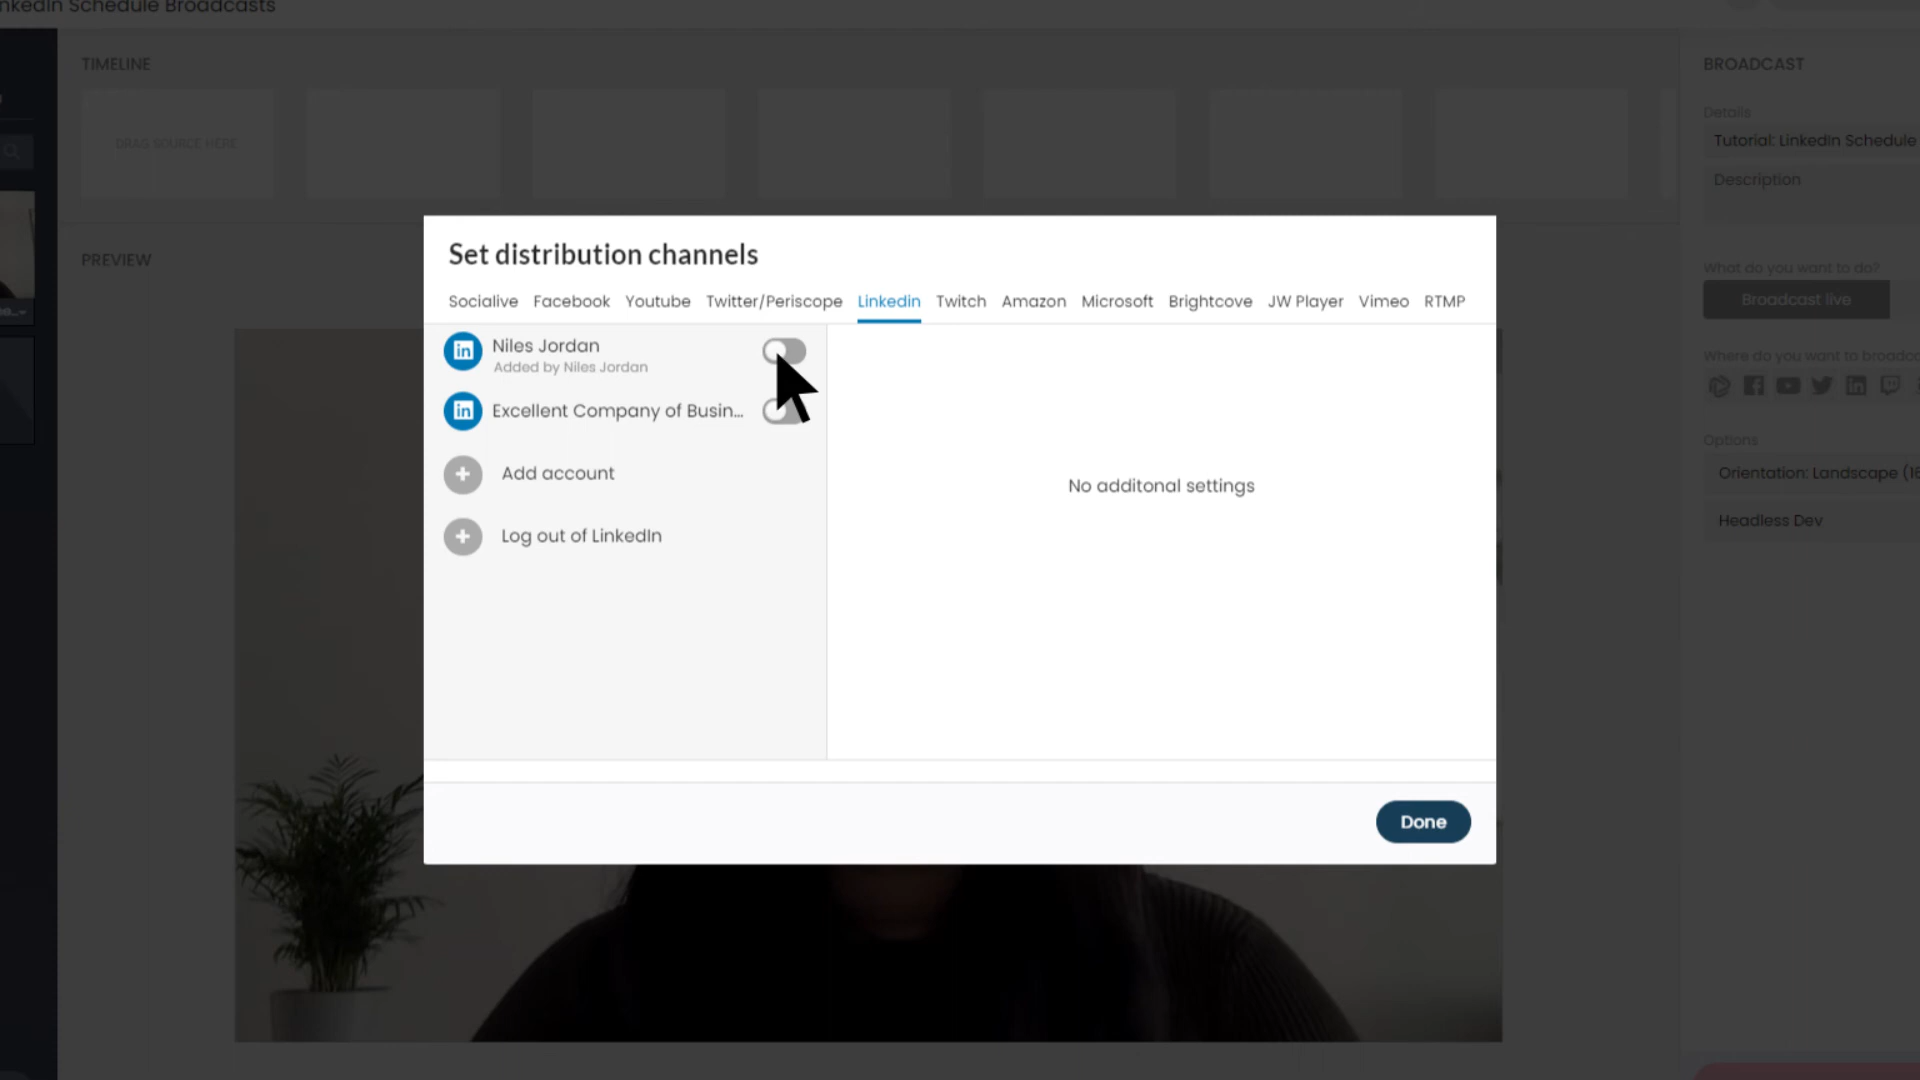 nkedIn Schedule Broadcasts
TIMELINE
DRAG SOURCE HERE
PREVIEW
Set distribution channels
Socialive Facebook Youtube Twitter/Periscope Linkedin Twitch Amazon Microsoft Brightcove JW Player Vimeo RTMP
Niles Jordan
Added by Niles Jordan
Excellent Company of Busin...
Add account
Log out of LinkedIn
No additonal settings
Done
BROADCAST
Details
Tutorial: LinkedIn Schedule
Description
What do you want to do?
Broadcast live
Where do you want to broadca
Options
Orientation: Landscape (16
Headless Dev